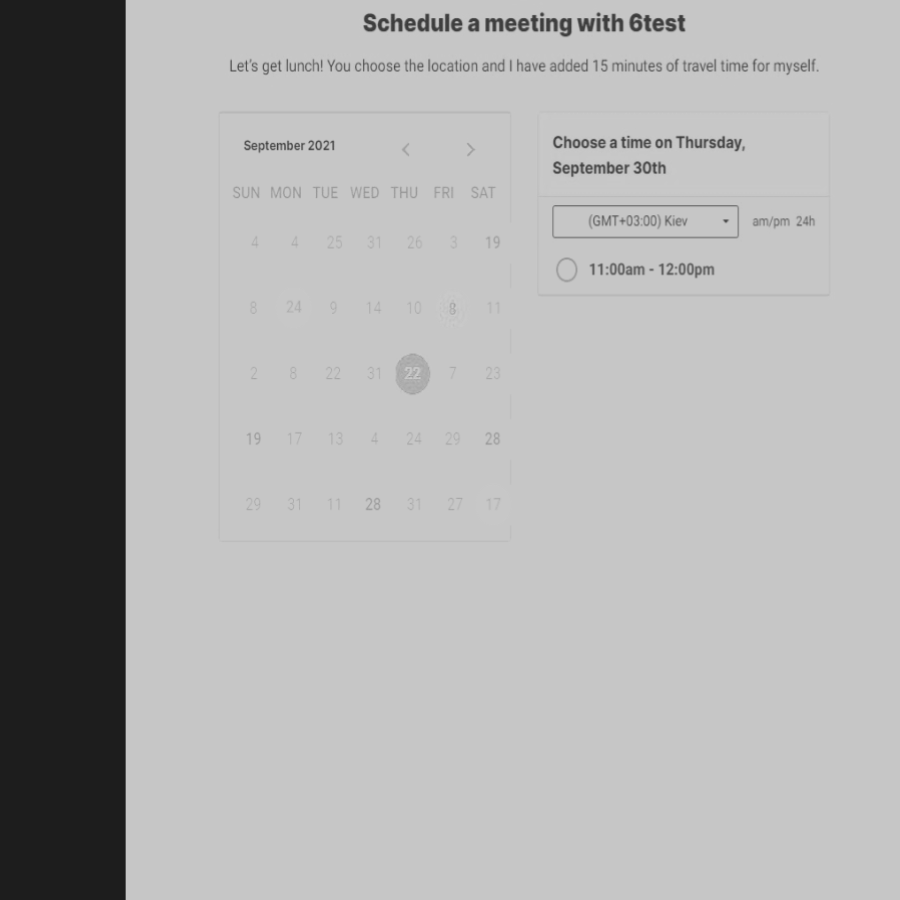 Schedule a meeting with 6test
Let's get lunch! You choose the location and I have added 15 minutes of travel time for myself.
September 2021
SUN MON TUE WED THU FRI SAT
4 4 25 31 26 3 19
8 24 9 14 10 8 11
2 8 22 31 22 7 23
19 17 13 4 24 29 28
29 31 11 28 31 27 17
Choose a time on Thursday,
September 30th
(GMT+03:00) Kiev am/pm 24h
11:00am - 12:00pm